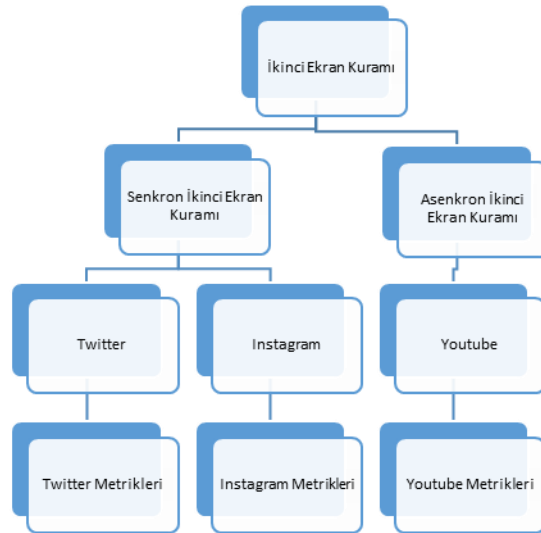 İkinci Ekran Kuramı
Senkron İkinci Ekran
Kuramı
Asenkron İkinci
Ekran Kuramı
Twitter
Instagram
Youtube
Twitter Metrikleri
Instagram Metrikleri
Youtube Metrikleri